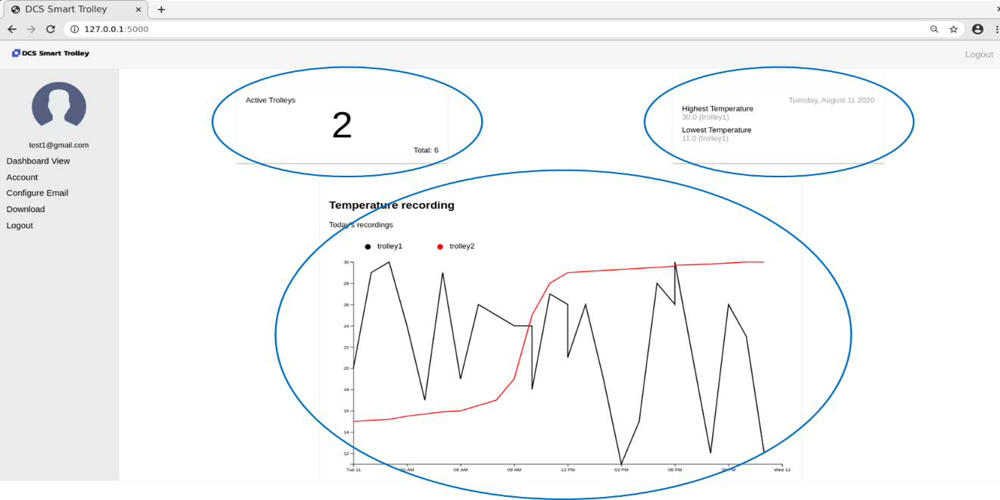 DCS Smart Trolley
127.0.0.1:5000
DCS Smart Trolley
Logout
test1@gmail.com
Dashboard View
Account
Configure Email
Download
Logout
Active Trolleys
2
Total: 6
Tuesday, August 11 2020
Highest Temperature
30.0 (trolley1)
Lowest Temperature
11.0 (trolley1)
Temperature recording
Today's recordings
trolley1 trolley2
30
28
26
24
22
20
18
16
14
12
Tue 11 03 AM 06 AM 09 AM 12 PM 03 PM 06 PM 09 PM Wed 12